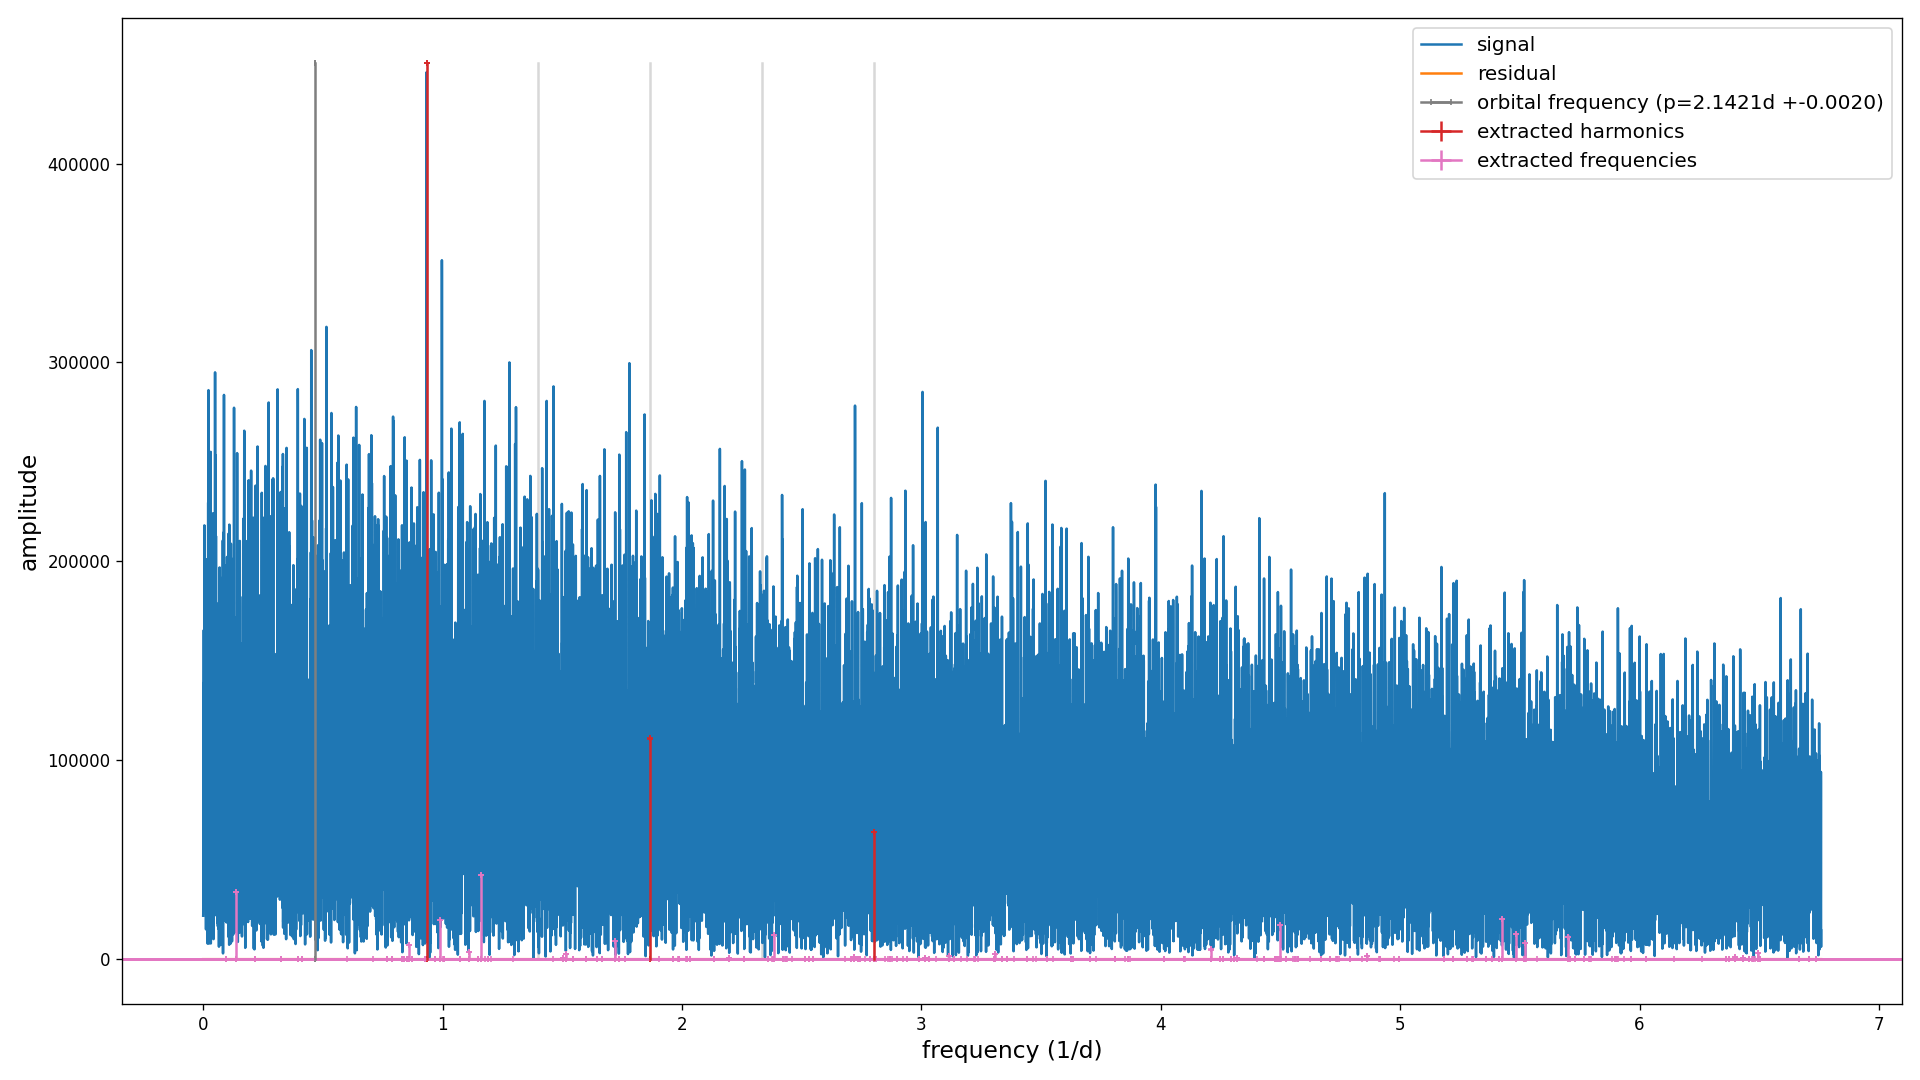 signal
residual
orbital frequency (p=2.1421d +-0.0020)
extracted harmonics
extracted frequencies
400000
300000
200000
100000
0
amplitude
0 1 2 3 4 5 6 7
frequency (1/d)